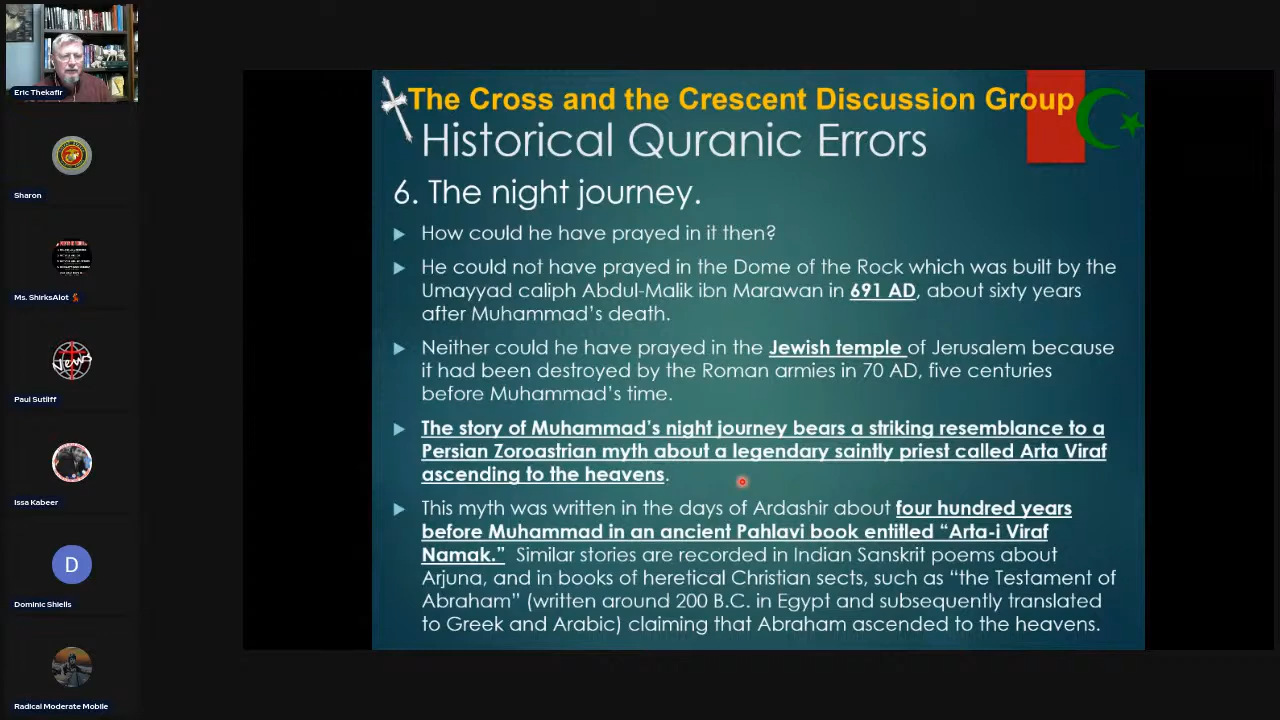 The Cross and the Crescent Discussion Group
Historical Quranic Errors
6. The night journey.
How could he have prayed in it then?
He could not have prayed in the Dome of the Rock which was built by the
Umayyad caliph Abdul-Malik ibn Marawan in 691 AD, about sixty years
after Muhammad's death.
Neither could he have prayed in the Jewish temple of Jerusalem because
it had been destroyed by the Roman armies in 70 AD, five centuries
before Muhammad's time.
The story of Muhammad's night journey bears a striking resemblance to a
Persian Zoroastrian myth about a legendary saintly priest called Arta Viraf
ascending to the heavens.
This myth was written in the days of Ardashir about four hundred years
before Muhammad in an ancient Pahlavi book entitled “Arta-i Viraf
Namak.” Similar stories are recorded in Indian Sanskrit poems about
Arjuna, and in books of heretical Christian sects, such as “the Testament of
Abraham” (written around 200 B.C. in Egypt and subsequently translated
to Greek and Arabic) claiming that Abraham ascended to the heavens.
Eric Thekafir
Sharon
Ms. ShirksAlot 💃
News
Paul Sutliff
Issa Kabeer
D
Dominic Shiells
Radical Moderate Mobile